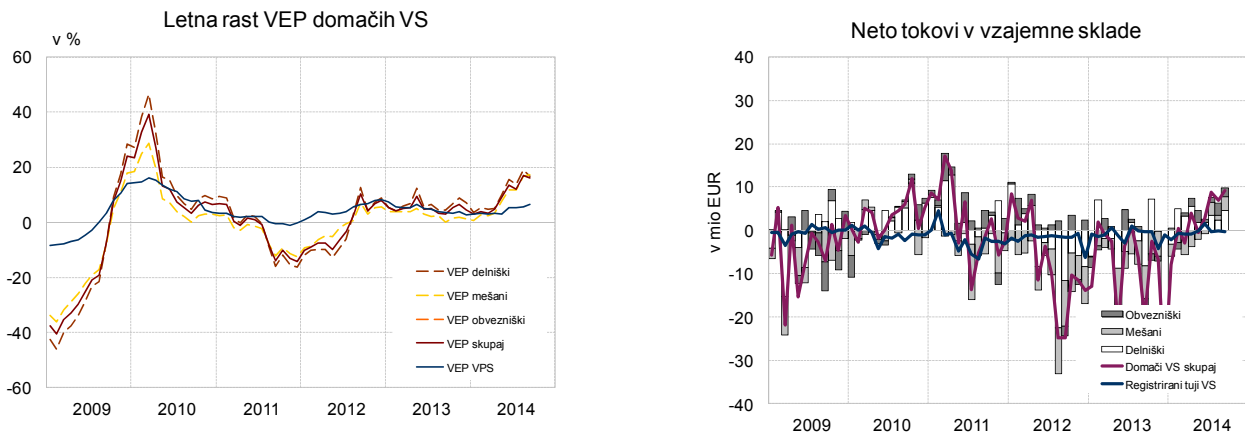 Letna rast VEP domačih VS
v %
60
40
20
0
-20
-40
-60
2009 2010 2011 2012 2013 2014
VEP delniški
VEP mešani
VEP obvezniški
VEP skupaj
VEP VPS
Neto tokovi v vzajemne sklade
v mio EUR
40
30
20
10
0
-10
-20
-30
-40
2009 2010 2011 2012 2013 2014
Obvezniški
Mešani
Delniški
Domači VS skupaj
Registrirani tuji VS